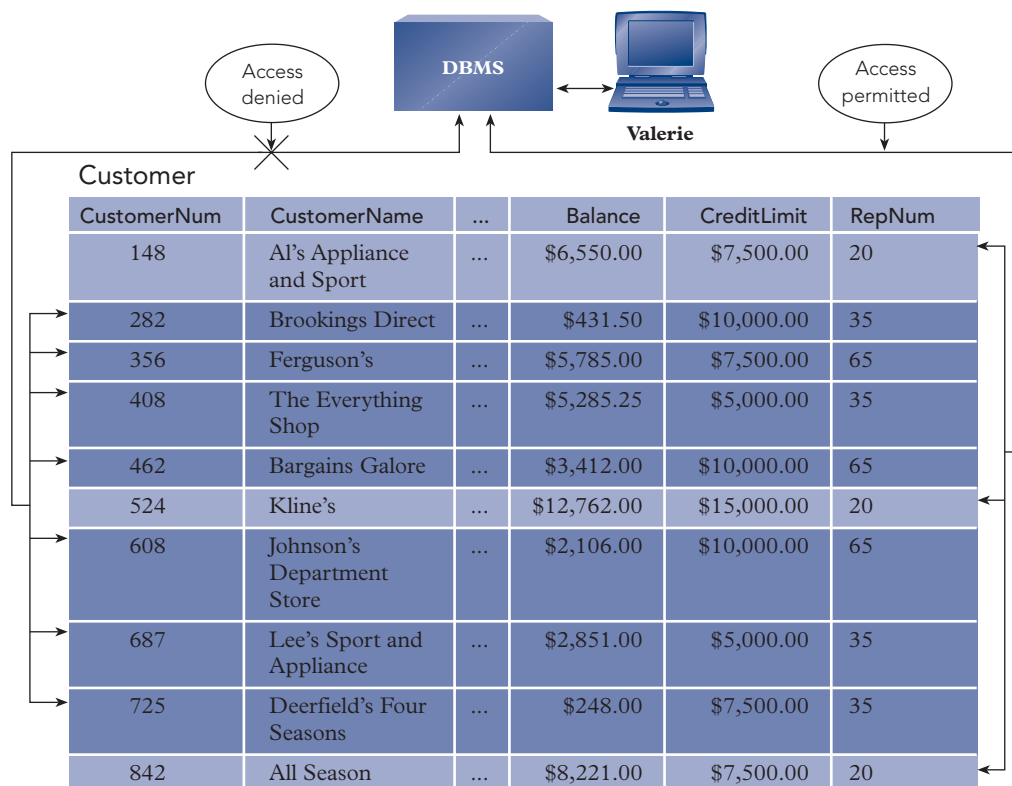 Access
denied
DBMS
Access
permitted
Valerie
Customer
CustomerNum CustomerName ... Balance CreditLimit RepNum
148 Al's Appliance ... $6,550.00 $7,500.00 20
and Sport
282 Brookings Direct ... $431.50 $10,000.00 35
356 Ferguson's ... $5,785.00 $7,500.00 65
408 The Everything ... $5,285.25 $5,000.00 35
Shop
462 Bargains Galore ... $3,412.00 $10,000.00 65
524 Kline's ... $12,762.00 $15,000.00 20
608 Johnson's ... $2,106.00 $10,000.00 65
Department
Store
687 Lee's Sport and ... $2,851.00 $5,000.00 35
Appliance
725 Deerfield's Four ... $248.00 $7,500.00 35
Seasons
842 All Season ... $8,221.00 $7,500.00 20